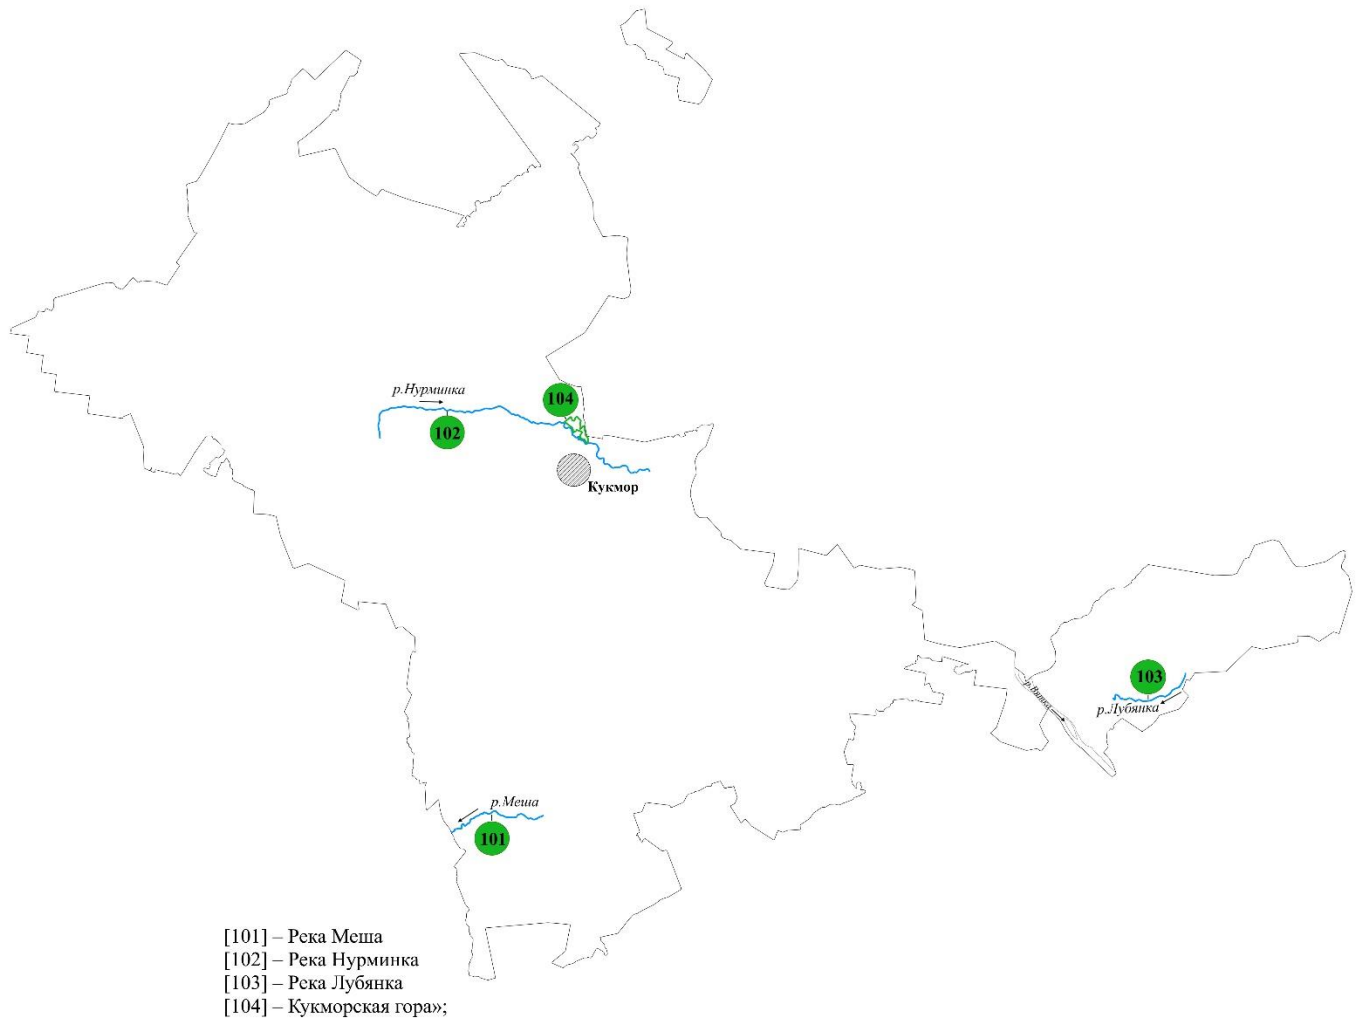 р.Нурминка
104
102
Кукмор
103
р.Вятка
р.Лубянка
р.Меша
101
[101] – Река Меша
[102] – Река Нурминка
[103] – Река Лубянка
[104] – Кукморская гора»;